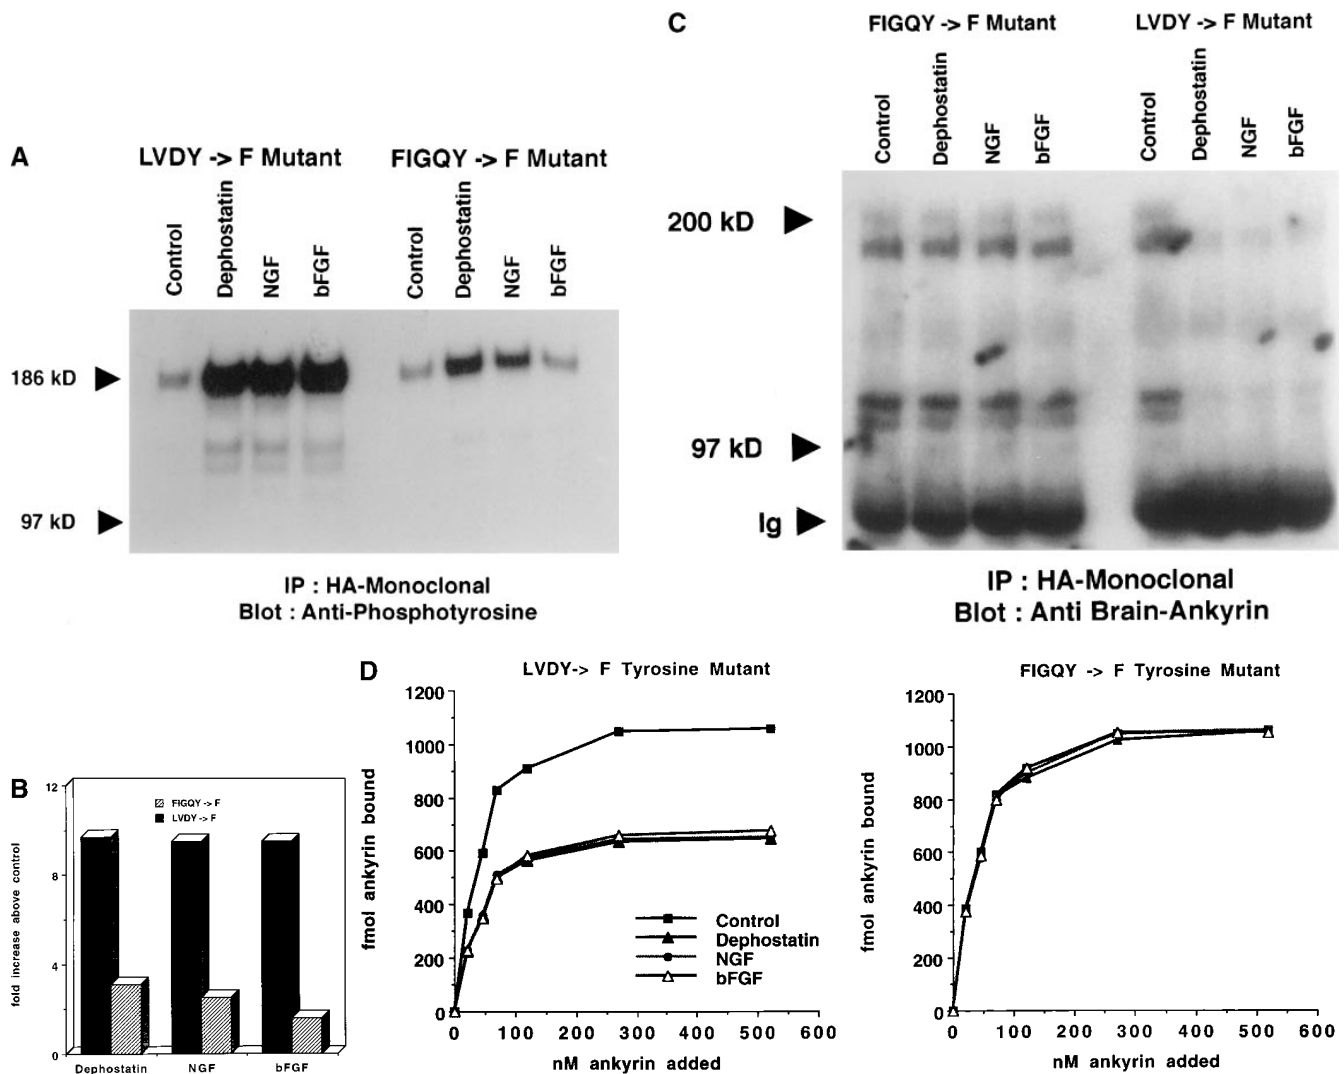 A
LVDY -> F Mutant
FIGQY -> F Mutant
Control
Dephostatin
NGF
bFGF
Control
Dephostatin
NGF
bFGF
186 kD
97 kD
IP : HA-Monoclonal
Blot : Anti-Phosphotyrosine
C
FIGQY -> F Mutant
LVDY -> F Mutant
Control
Dephostatin
NGF
bFGF
Control
Dephostatin
NGF
bFGF
200 kD
97 kD
Ig
IP : HA-Monoclonal
Blot : Anti Brain-Ankyrin
B
fold increase above control
12
8
4
0
FIGQY -> F
LVDY -> F
Dephostatin
NGF
bFGF
D
LVDY-> F Tyrosine Mutant
fmol ankyrin bound
1200
1000
800
600
400
200
0
0 100 200 300 400 500 600
nM ankyrin added
Control
Dephostatin
NGF
bFGF
FIGQY -> F Tyrosine Mutant
fmol ankyrin bound
1200
1000
800
600
400
200
0
0 100 200 300 400 500 600
nM ankyrin added